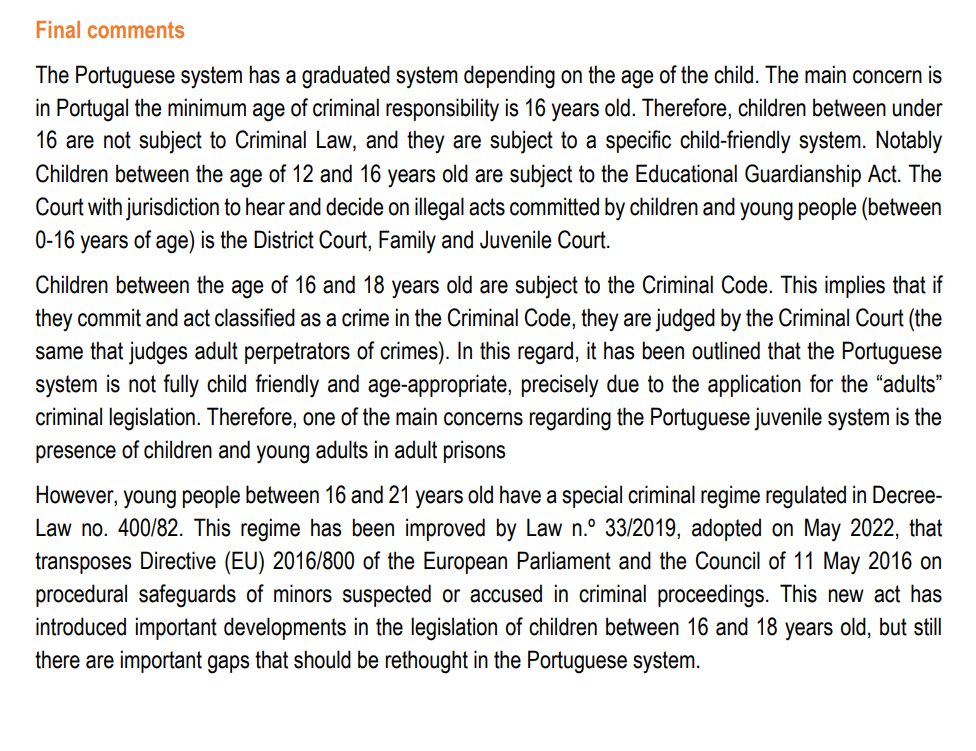 Final comments
The Portuguese system has a graduated system depending on the age of the child. The main concern is
in Portugal the minimum age of criminal responsibility is 16 years old. Therefore, children between under
16 are not subject to Criminal Law, and they are subject to a specific child-friendly system. Notably
Children between the age of 12 and 16 years old are subject to the Educational Guardianship Act. The
Court with jurisdiction to hear and decide on illegal acts committed by children and young people (between
0-16 years of age) is the District Court, Family and Juvenile Court.
Children between the age of 16 and 18 years old are subject to the Criminal Code. This implies that if
they commit and act classified as a crime in the Criminal Code, they are judged by the Criminal Court (the
same that judges adult perpetrators of crimes). In this regard, it has been outlined that the Portuguese
system is not fully child friendly and age-appropriate, precisely due to the application for the “adults”
criminal legislation. Therefore, one of the main concerns regarding the Portuguese juvenile system is the
presence of children and young adults in adult prisons
However, young people between 16 and 21 years old have a special criminal regime regulated in Decree-
Law no. 400/82. This regime has been improved by Law n.º 33/2019, adopted on May 2022, that
transposes Directive (EU) 2016/800 of the European Parliament and the Council of 11 May 2016 on
procedural safeguards of minors suspected or accused in criminal proceedings. This new act has
introduced important developments in the legislation of children between 16 and 18 years old, but still
there are important gaps that should be rethought in the Portuguese system.